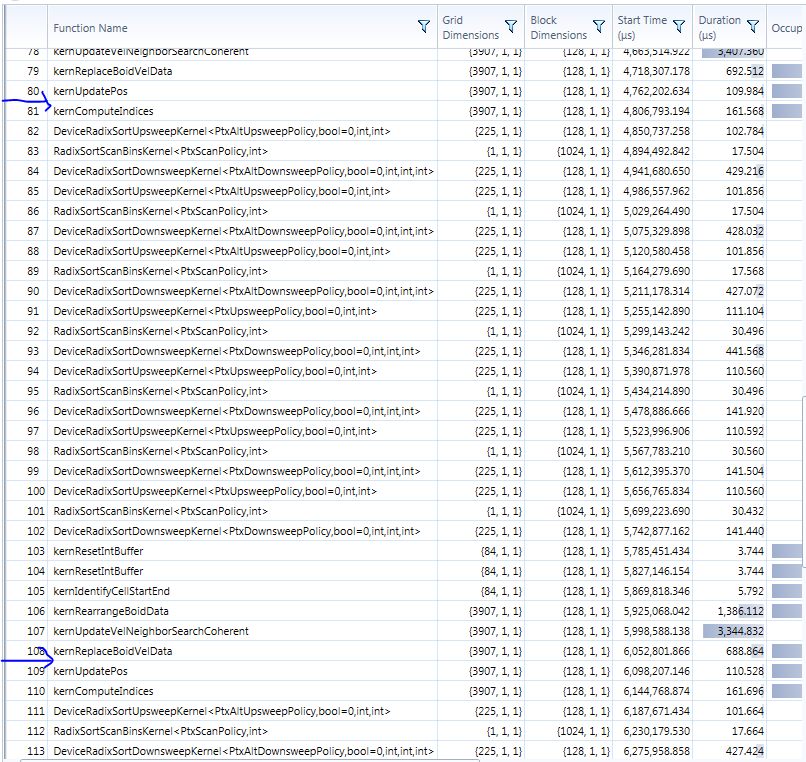 Function Name Grid Dimensions Block Dimensions Start Time (µs) Duration (µs) Occup
78 kernUpdateVelNeighborSearchCoherent {3907, 1, 1} {128, 1, 1} 4,663,514.922 3,407.360
79 kernReplaceBoidVelData {3907, 1, 1} {128, 1, 1} 4,718,307.178 692.512
80 kernUpdatePos {3907, 1, 1} {128, 1, 1} 4,762,202.634 109.984
81 kernComputeIndices {3907, 1, 1} {128, 1, 1} 4,806,793.194 161.568
82 DeviceRadixSortUpsweepKernel<PtxAltUpsweepPolicy,bool=0,int,int> {225, 1, 1} {128, 1, 1} 4,850,737.258 102.784
83 RadixSortScanBinsKernel<PtxScanPolicy,int> {1, 1, 1} {1024, 1, 1} 4,894,492.842 17.504
84 DeviceRadixSortDownsweepKernel<PtxAltDownsweepPolicy,bool=0,int,int,int> {225, 1, 1} {128, 1, 1} 4,941,680.650 429.216
85 DeviceRadixSortUpsweepKernel<PtxAltUpsweepPolicy,bool=0,int,int> {225, 1, 1} {128, 1, 1} 4,986,557.962 101.856
86 RadixSortScanBinsKernel<PtxScanPolicy,int> {1, 1, 1} {1024, 1, 1} 5,029,264.490 17.504
87 DeviceRadixSortDownsweepKernel<PtxAltDownsweepPolicy,bool=0,int,int,int> {225, 1, 1} {128, 1, 1} 5,075,329.898 428.032
88 DeviceRadixSortUpsweepKernel<PtxAltUpsweepPolicy,bool=0,int,int> {225, 1, 1} {128, 1, 1} 5,120,580.458 101.856
89 RadixSortScanBinsKernel<PtxScanPolicy,int> {1, 1, 1} {1024, 1, 1} 5,164,279.690 17.568
90 DeviceRadixSortDownsweepKernel<PtxAltDownsweepPolicy,bool=0,int,int,int> {225, 1, 1} {128, 1, 1} 5,211,178.314 427.072
91 DeviceRadixSortUpsweepKernel<PtxUpsweepPolicy,bool=0,int,int> {225, 1, 1} {128, 1, 1} 5,255,142.890 111.104
92 RadixSortScanBinsKernel<PtxScanPolicy,int> {1, 1, 1} {1024, 1, 1} 5,299,143.242 30.496
93 DeviceRadixSortDownsweepKernel<PtxDownsweepPolicy,bool=0,int,int,int> {225, 1, 1} {128, 1, 1} 5,346,281.834 441.568
94 DeviceRadixSortUpsweepKernel<PtxUpsweepPolicy,bool=0,int,int> {225, 1, 1} {128, 1, 1} 5,390,871.978 110.560
95 RadixSortScanBinsKernel<PtxScanPolicy,int> {1, 1, 1} {1024, 1, 1} 5,434,214.890 30.496
96 DeviceRadixSortDownsweepKernel<PtxDownsweepPolicy,bool=0,int,int,int> {225, 1, 1} {128, 1, 1} 5,478,886.666 141.920
97 DeviceRadixSortUpsweepKernel<PtxUpsweepPolicy,bool=0,int,int> {225, 1, 1} {128, 1, 1} 5,523,996.906 110.592
98 RadixSortScanBinsKernel<PtxScanPolicy,int> {1, 1, 1} {1024, 1, 1} 5,567,783.210 30.560
99 DeviceRadixSortDownsweepKernel<PtxDownsweepPolicy,bool=0,int,int,int> {225, 1, 1} {128, 1, 1} 5,612,395.370 141.504
100 DeviceRadixSortUpsweepKernel<PtxUpsweepPolicy,bool=0,int,int> {225, 1, 1} {128, 1, 1} 5,656,765.834 110.560
101 RadixSortScanBinsKernel<PtxScanPolicy,int> {1, 1, 1} {1024, 1, 1} 5,699,223.690 30.432
102 DeviceRadixSortDownsweepKernel<PtxDownsweepPolicy,bool=0,int,int,int> {225, 1, 1} {128, 1, 1} 5,742,877.162 141.440
103 kernResetIntBuffer {84, 1, 1} {128, 1, 1} 5,785,451.434 3.744
104 kernResetIntBuffer {84, 1, 1} {128, 1, 1} 5,827,146.154 3.744
105 kernIdentifyCellStartEnd {84, 1, 1} {128, 1, 1} 5,869,818.346 5.792
106 kernRearrangeBoidData {3907, 1, 1} {128, 1, 1} 5,925,068.042 1,386.112
107 kernUpdateVelNeighborSearchCoherent {3907, 1, 1} {128, 1, 1} 5,998,588.138 3,344.832
108 kernReplaceBoidVelData {3907, 1, 1} {128, 1, 1} 6,052,801.866 688.864
109 kernUpdatePos {3907, 1, 1} {128, 1, 1} 6,098,207.146 110.528
110 kernComputeIndices {3907, 1, 1} {128, 1, 1} 6,144,768.874 161.696
111 DeviceRadixSortUpsweepKernel<PtxAltUpsweepPolicy,bool=0,int,int> {225, 1, 1} {128, 1, 1} 6,187,671.434 101.664
112 RadixSortScanBinsKernel<PtxScanPolicy,int> {1, 1, 1} {1024, 1, 1} 6,230,179.530 17.664
113 DeviceRadixSortDownsweepKernel<PtxAltDownsweepPolicy,bool=0,int,int,int> {225, 1, 1} {128, 1, 1} 6,275,958.858 427.424